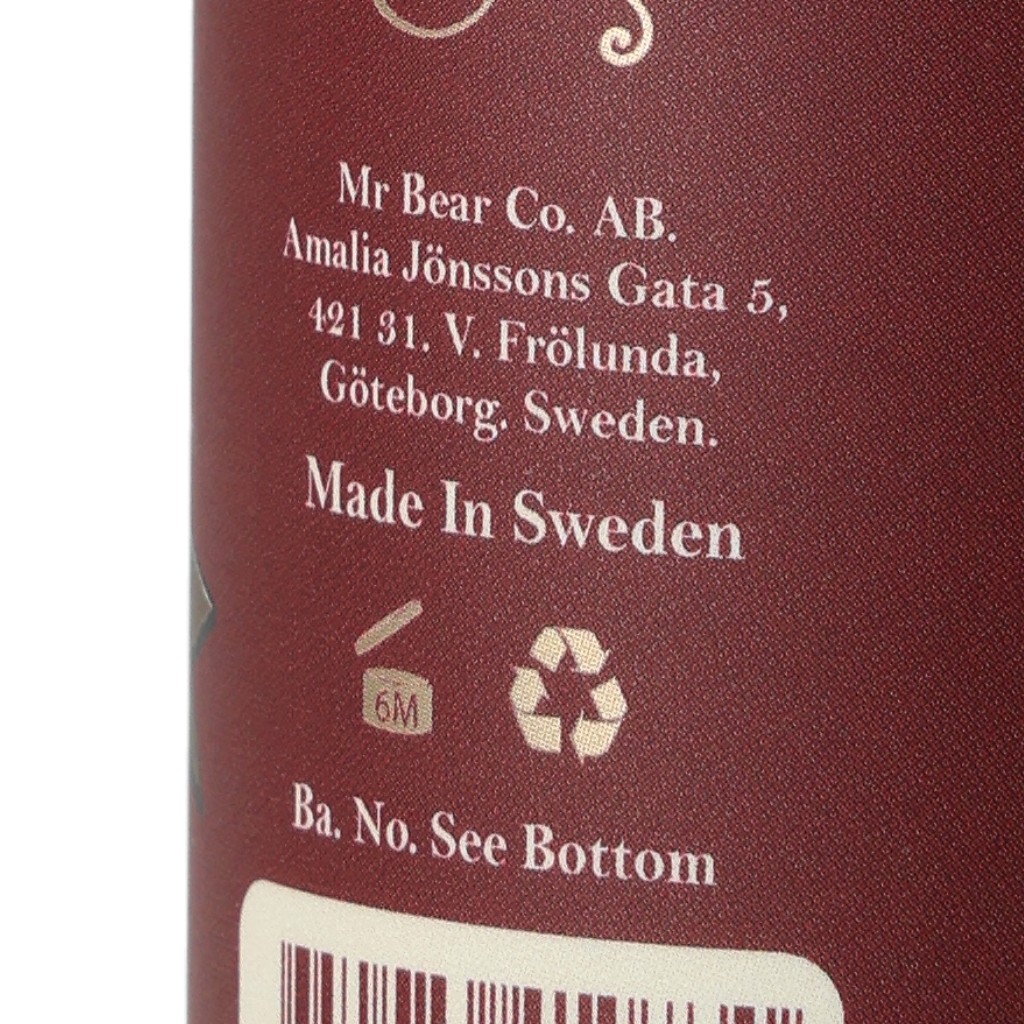 Mr Bear Co. AB.
Amalia Jönssons Gata 5,
421 31. V. Frölunda,
Göteborg. Sweden.
Made In Sweden
6M
Ba. No. See Bottom